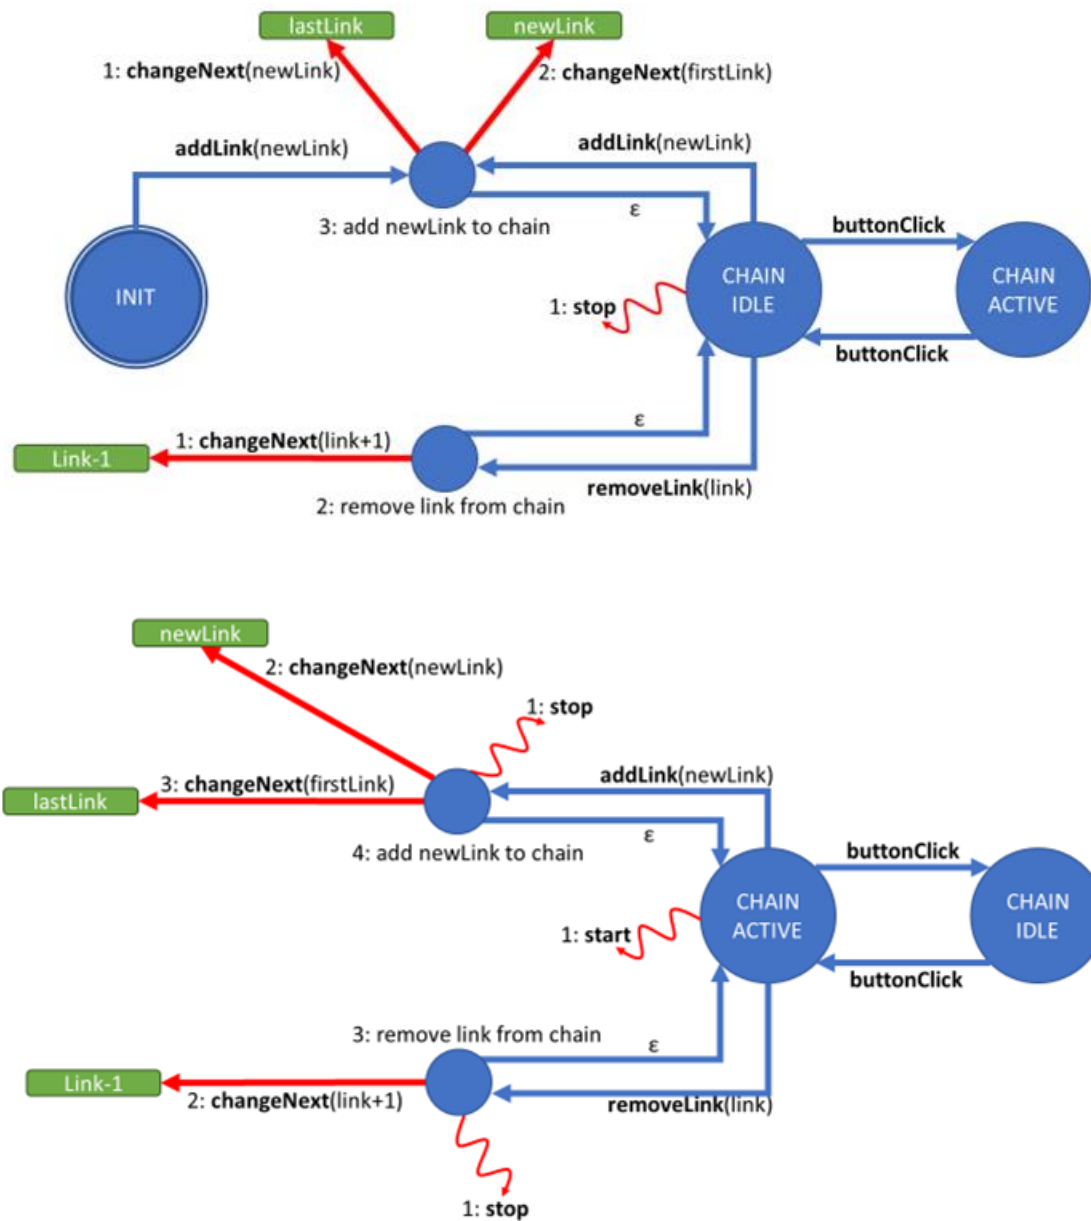 lastLink
newLink
1: changeNext(newLink)
2: changeNext(firstLink)
addLink(newLink)
addLink(newLink)
ε
3: add newLink to chain
buttonClick
INIT
CHAIN
IDLE
CHAIN
ACTIVE
1: stop
buttonClick
ε
1: changeNext(link+1)
Link-1
removeLink(link)
2: remove link from chain
newLink
2: changeNext(newLink)
1: stop
addLink(newLink)
3: changeNext(firstLink)
lastLink
ε
4: add newLink to chain
buttonClick
CHAIN
ACTIVE
CHAIN
IDLE
1: start
buttonClick
3: remove link from chain
ε
Link-1
2: changeNext(link+1)
removeLink(link)
1: stop